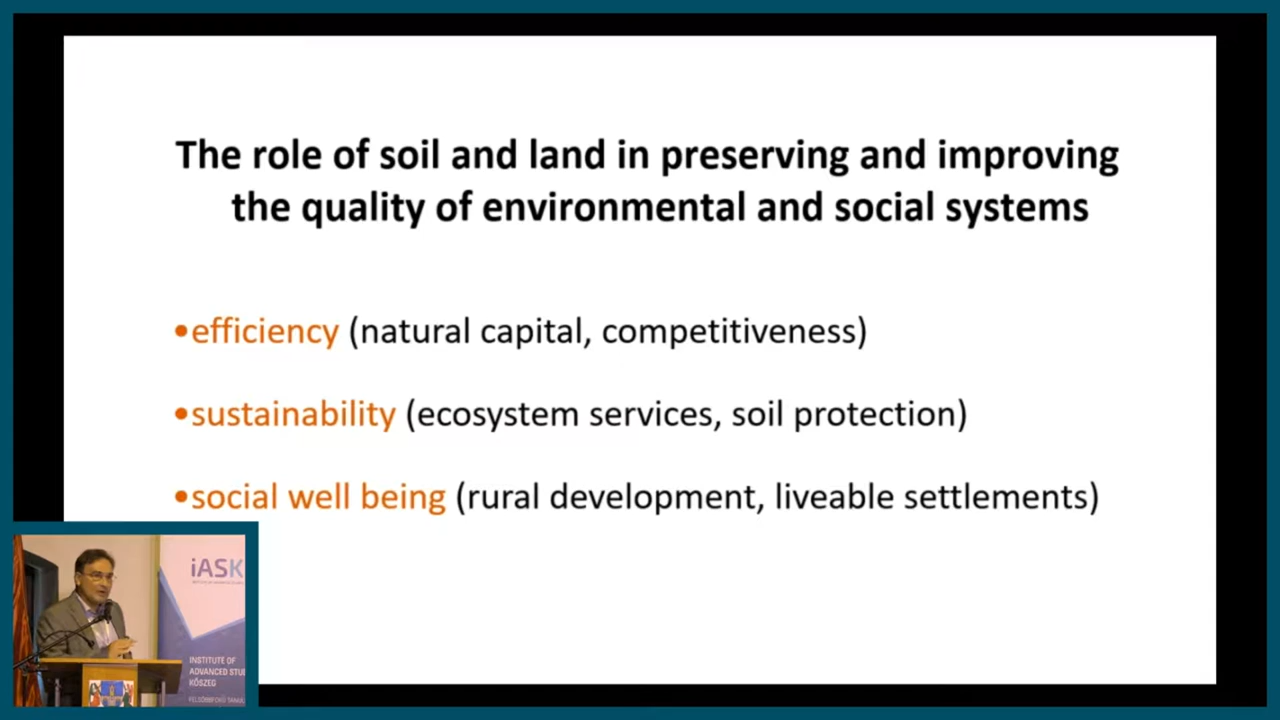 The role of soil and land in preserving and improving
the quality of environmental and social systems
•efficiency (natural capital, competitiveness)
•sustainability (ecosystem services, soil protection)
•social well being (rural development, liveable settlements)
iASK
INSTITUTE OF
ADVANCED STU
KŐSZEG